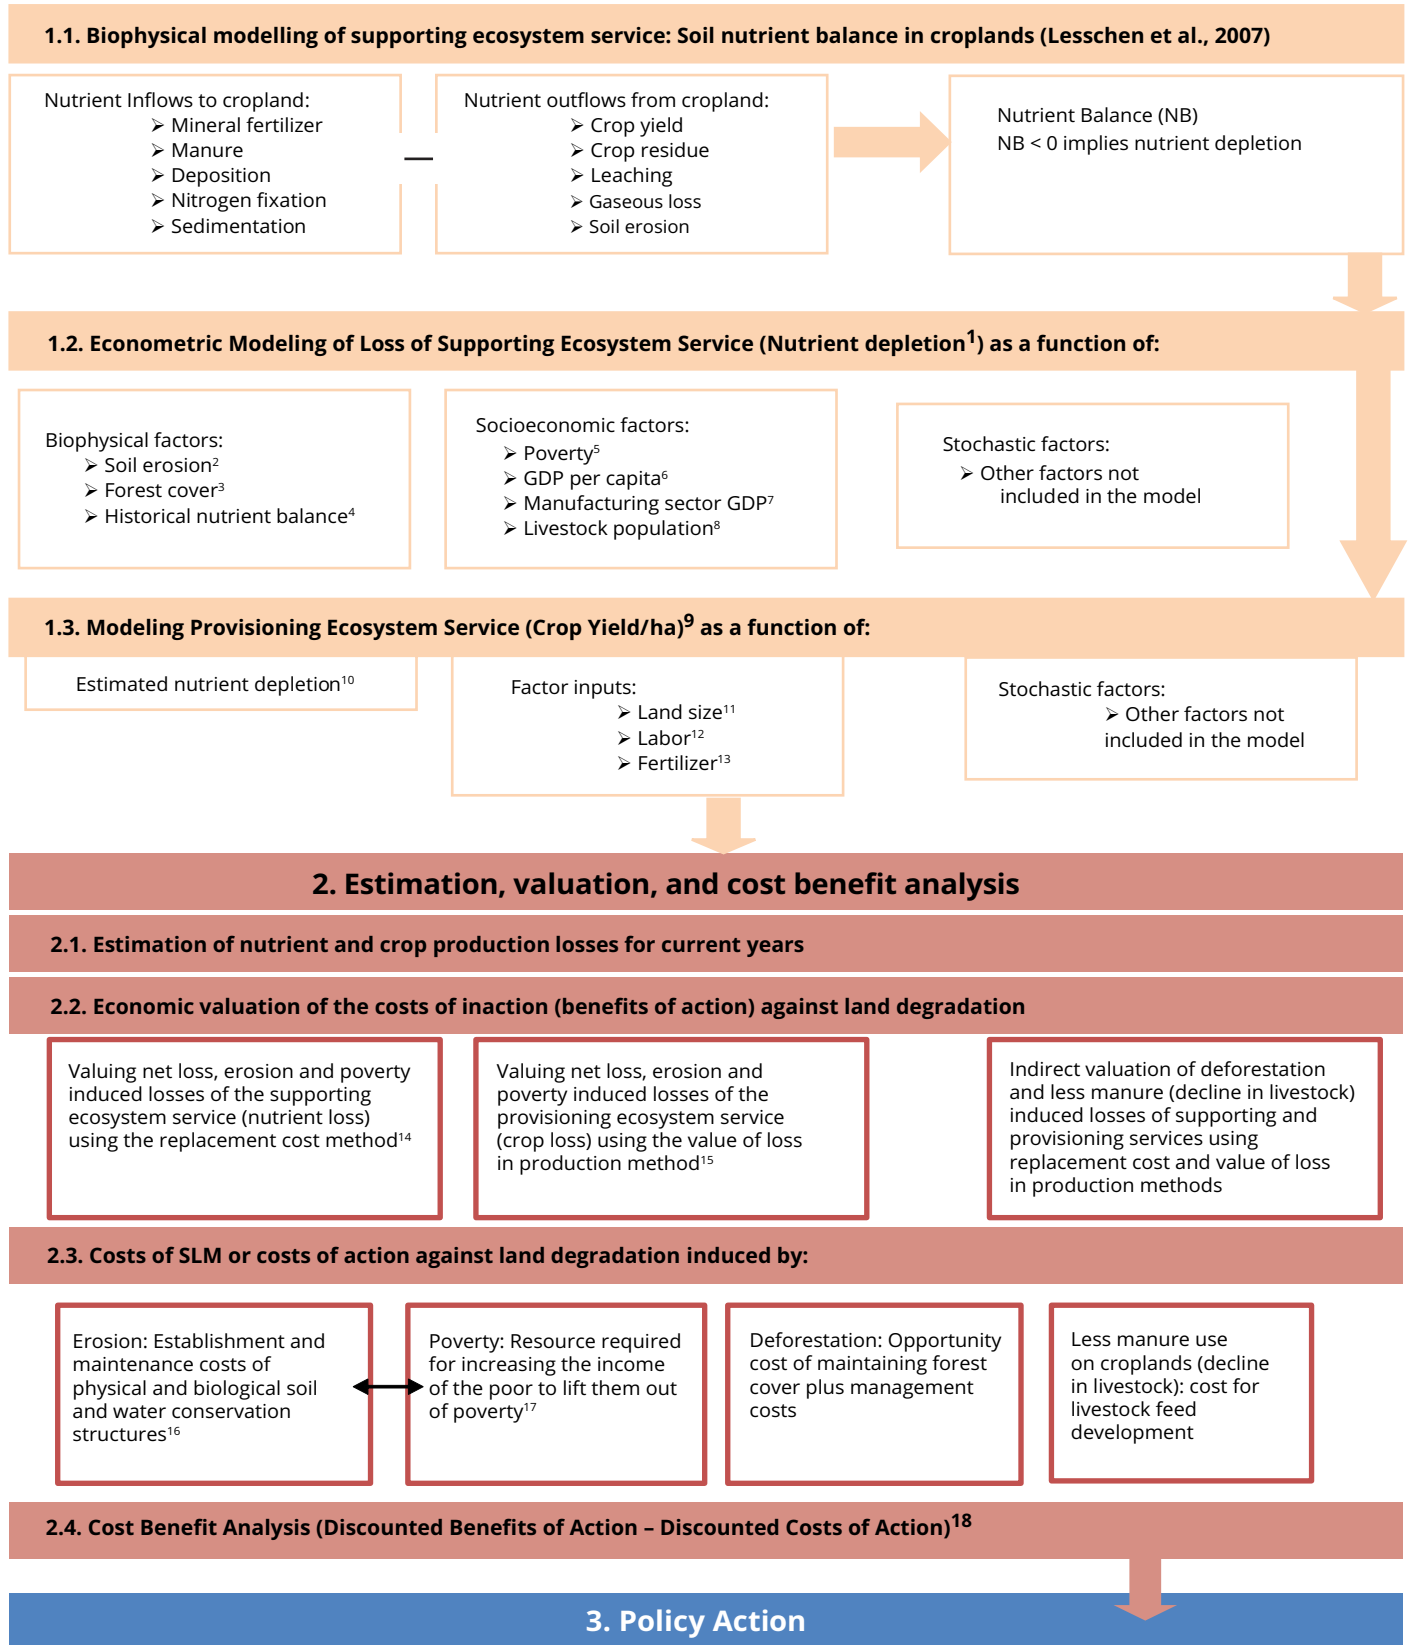 1.1. Biophysical modelling of supporting ecosystem service: Soil nutrient balance in croplands (Lesschen et al., 2007)
Nutrient Inflows to cropland:
➢ Mineral fertilizer
➢ Manure
➢ Deposition
➢ Nitrogen fixation
➢ Sedimentation
—
Nutrient outflows from cropland:
➢ Crop yield
➢ Crop residue
➢ Leaching
➢ Gaseous loss
➢ Soil erosion
Nutrient Balance (NB)
NB < 0 implies nutrient depletion
1.2. Econometric Modeling of Loss of Supporting Ecosystem Service (Nutrient depletion¹) as a function of:
Biophysical factors:
➢ Soil erosion²
➢ Forest cover³
➢ Historical nutrient balance⁴
Socioeconomic factors:
➢ Poverty⁵
➢ GDP per capita⁶
➢ Manufacturing sector GDP⁷
➢ Livestock population⁸
Stochastic factors:
➢ Other factors not
included in the model
1.3. Modeling Provisioning Ecosystem Service (Crop Yield/ha)⁹ as a function of:
Estimated nutrient depletion¹⁰
Factor inputs:
➢ Land size¹¹
➢ Labor¹²
➢ Fertilizer¹³
Stochastic factors:
➢ Other factors not
included in the model
2. Estimation, valuation, and cost benefit analysis
2.1. Estimation of nutrient and crop production losses for current years
2.2. Economic valuation of the costs of inaction (benefits of action) against land degradation
Valuing net loss, erosion and poverty
induced losses of the supporting
ecosystem service (nutrient loss)
using the replacement cost method¹⁴
Valuing net loss, erosion and
poverty induced losses of the
provisioning ecosystem service
(crop loss) using the value of loss
in production method¹⁵
Indirect valuation of deforestation
and less manure (decline in livestock)
induced losses of supporting and
provisioning services using
replacement cost and value of loss
in production methods
2.3. Costs of SLM or costs of action against land degradation induced by:
Erosion: Establishment and
maintenance costs of
physical and biological soil
and water conservation
structures¹⁶
Poverty: Resource required
for increasing the income
of the poor to lift them out
of poverty¹⁷
Deforestation: Opportunity
cost of maintaining forest
cover plus management
costs
Less manure use
on croplands (decline
in livestock): cost for
livestock feed
development
2.4. Cost Benefit Analysis (Discounted Benefits of Action – Discounted Costs of Action)¹⁸
3. Policy Action